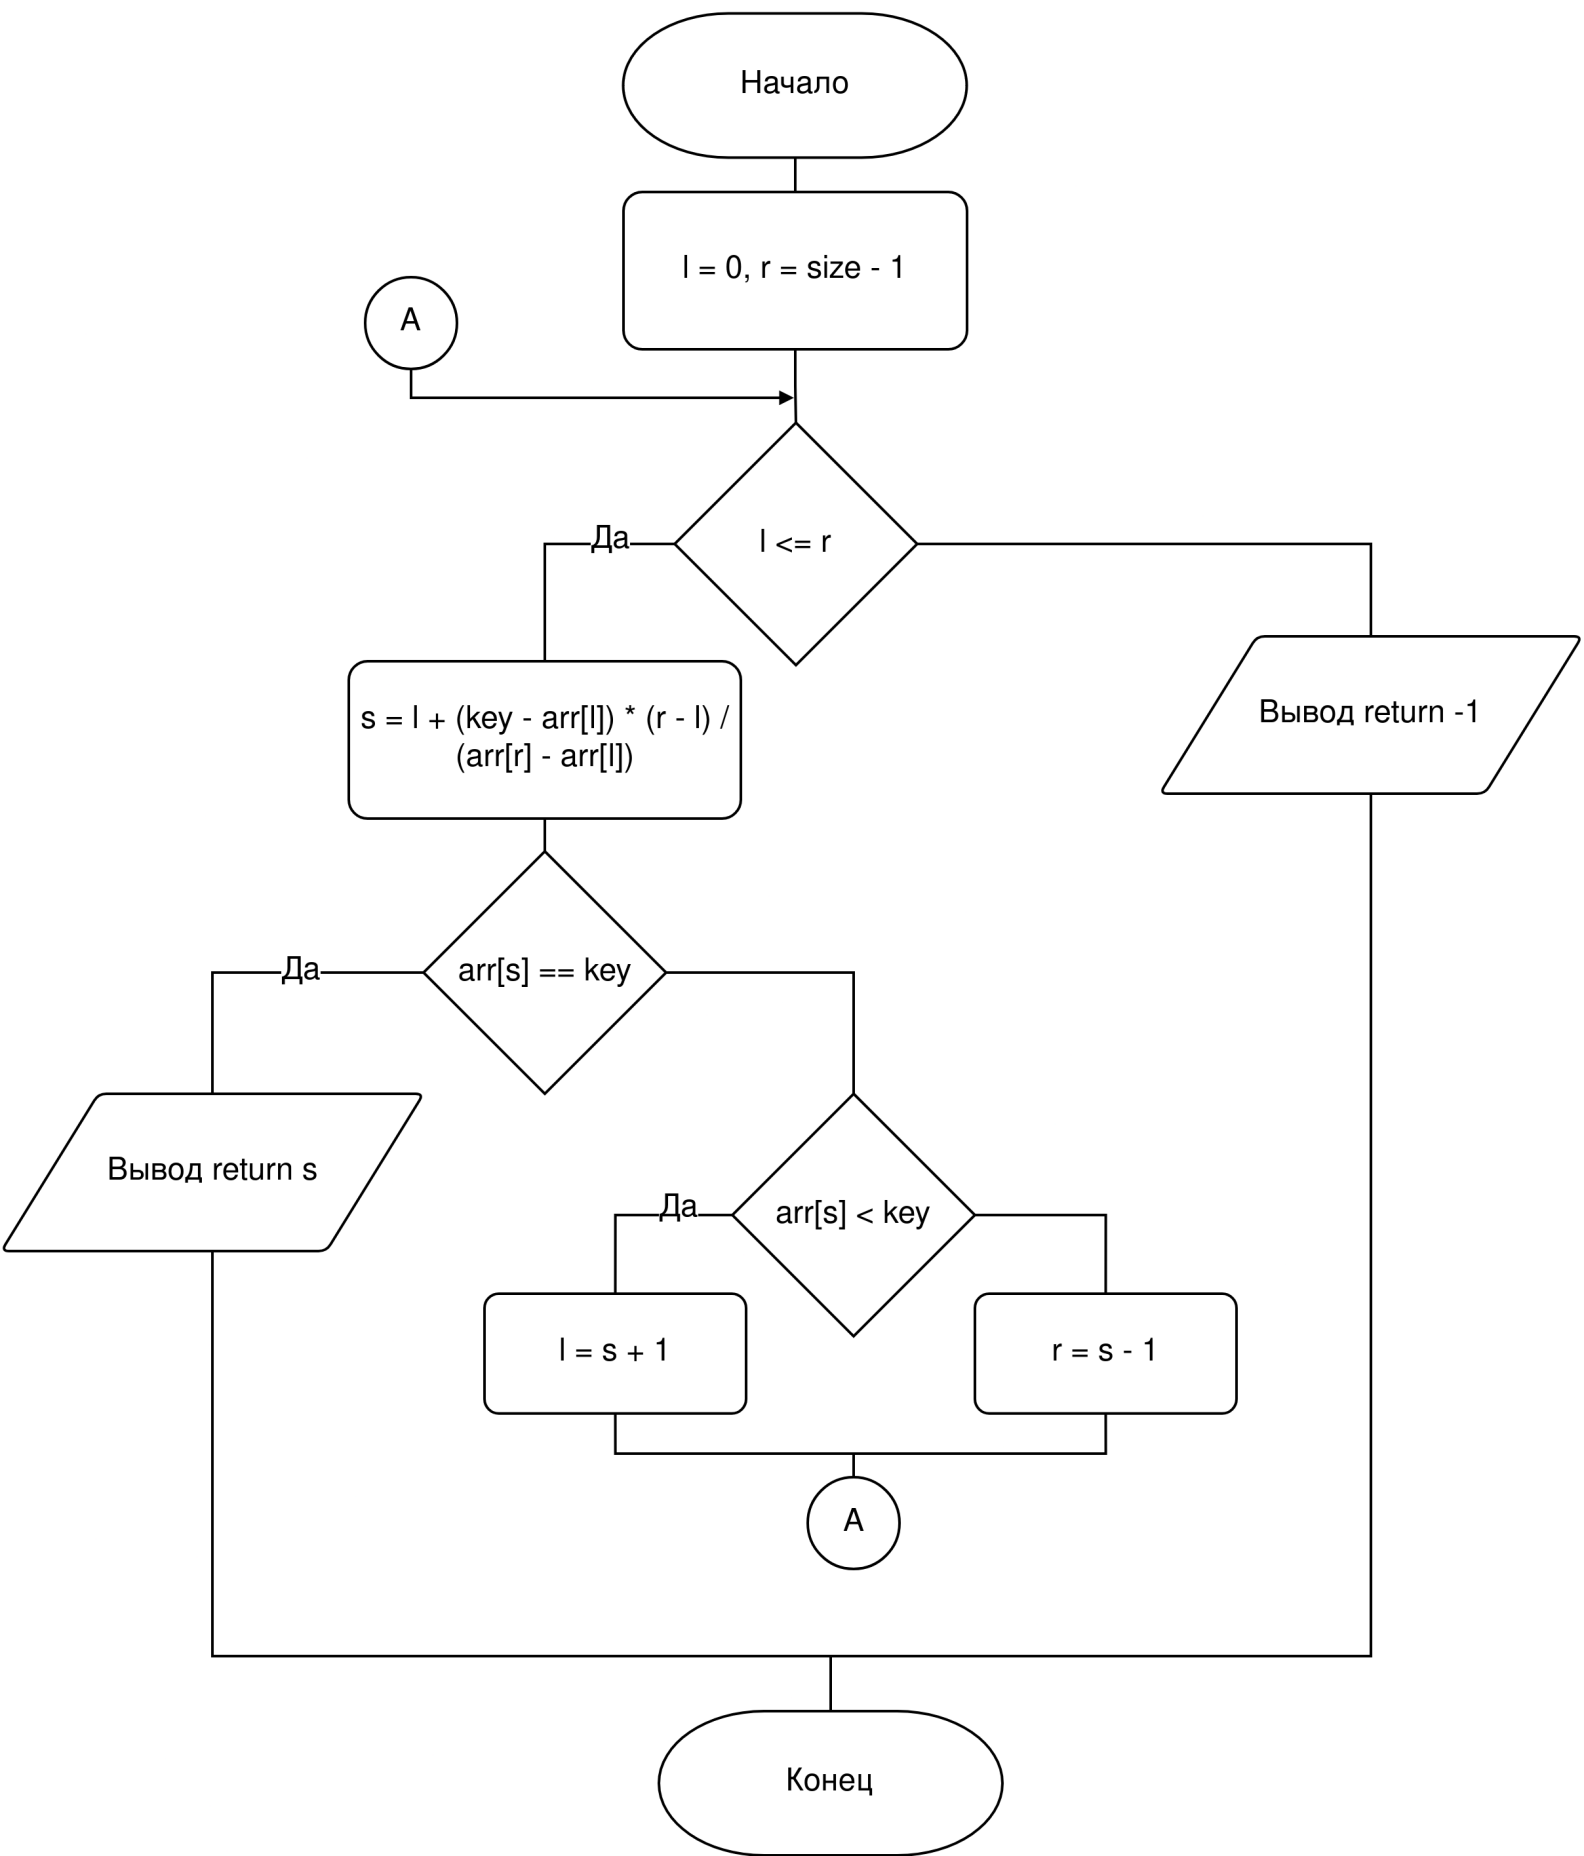 Начало
l = 0, r = size - 1
A
l <= r
Да
s = l + (key - arr[l]) * (r - l) /
(arr[r] - arr[l])
Вывод return -1
arr[s] == key
Да
Вывод return s
arr[s] < key
Да
l = s + 1
r = s - 1
A
Конец